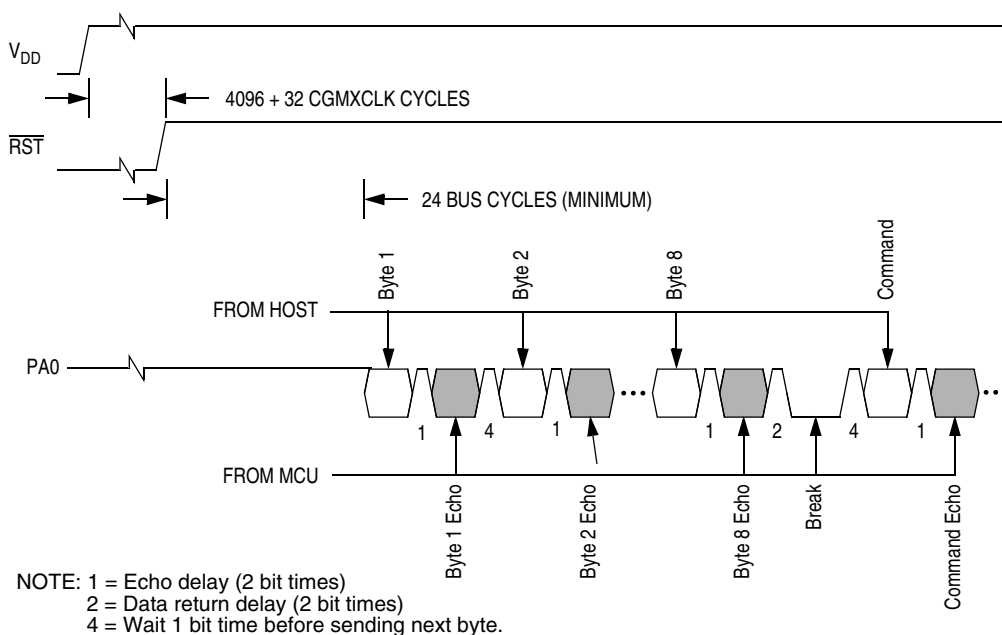 VDD
4096 + 32 CGMXCLK CYCLES
RST
24 BUS CYCLES (MINIMUM)
Byte 1
Byte 2
Byte 8
Command
FROM HOST
PA0
1
4
1
1
2
4
1
FROM MCU
Byte 1 Echo
Byte 2 Echo
Byte 8 Echo
Break
Command Echo
NOTE: 1 = Echo delay (2 bit times)
2 = Data return delay (2 bit times)
4 = Wait 1 bit time before sending next byte.